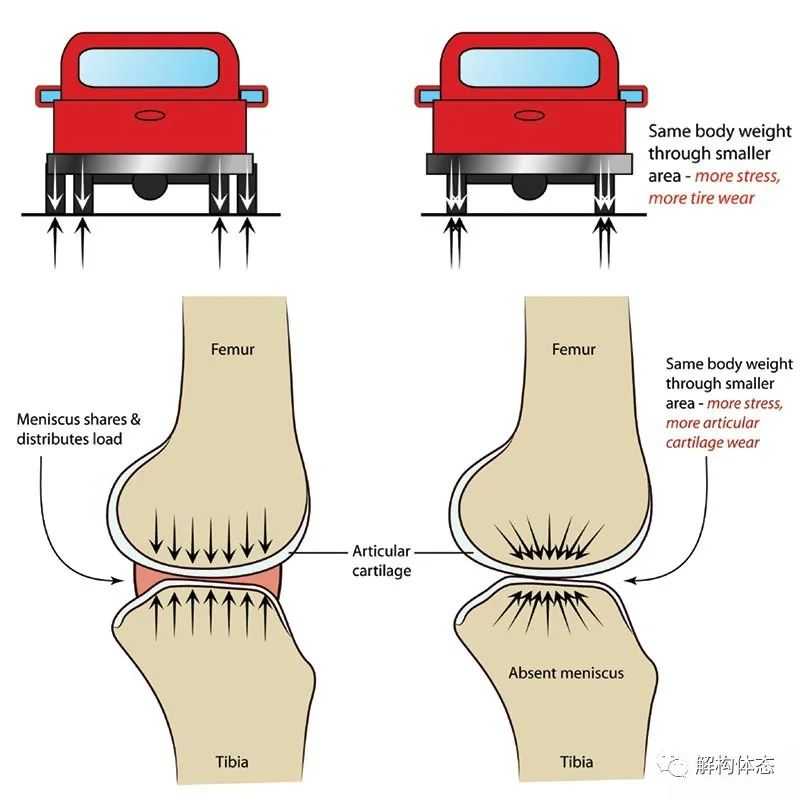 Same body weight
through smaller
area - more stress,
more tire wear
Femur
Femur
Same body weight
through smaller
area - more stress,
more articular
cartilage wear
Meniscus shares &
distributes load
Articular
cartilage
Absent meniscus
Tibia
Tibia
解构体态